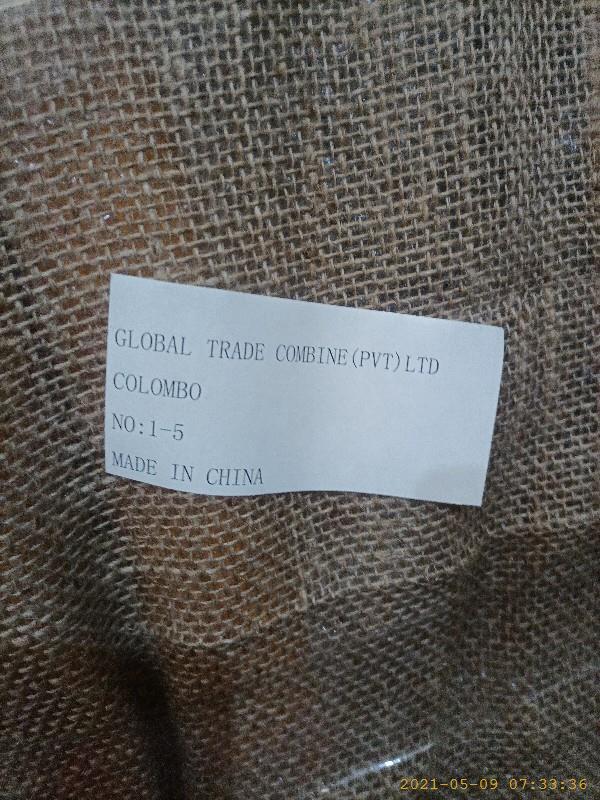 GLOBAL TRADE COMBINE(PVT)LTD
COLOMBO
NO:1-5
MADE IN CHINA
2021-05-09 07:33:36